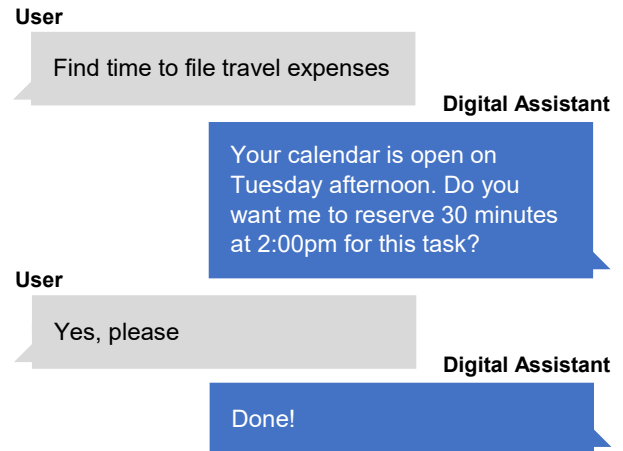 User
Find time to file travel expenses
Digital Assistant
Your calendar is open on
Tuesday afternoon. Do you
want me to reserve 30 minutes
at 2:00pm for this task?
User
Yes, please
Digital Assistant
Done!